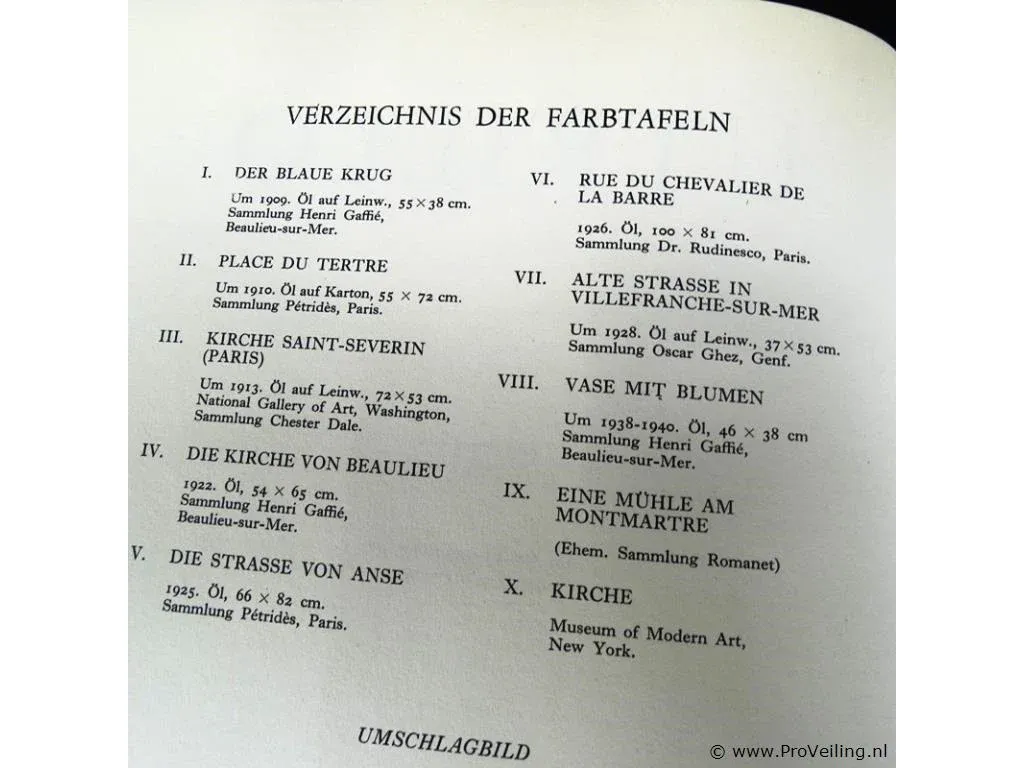 VERZEICHNIS DER FARBTAFELN
I. DER BLAUE KRUG
Um 1909. Öl auf Leinw., 55×38 cm.
Sammlung Henri Gaffié,
Beaulieu-sur-Mer.
II. PLACE DU TERTRE
Um 1910. Öl auf Karton, 55 × 72 cm.
Sammlung Pétridès, Paris.
III. KIRCHE SAINT-SEVERIN
(PARIS)
Um 1913. Öl auf Leinw., 72×53 cm.
National Gallery of Art, Washington,
Sammlung Chester Dale.
IV. DIE KIRCHE VON BEAULIEU
1922. Öl, 54 × 65 cm.
Sammlung Henri Gaffié,
Beaulieu-sur-Mer.
V. DIE STRASSE VON ANSE
1925. Öl, 66 × 82 cm.
Sammlung Pétridès, Paris.
VI. RUE DU CHEVALIER DE
LA BARRE
1926. Öl, 100 × 81 cm.
Sammlung Dr. Rudinesco, Paris.
VII. ALTE STRASSE IN
VILLEFRANCHE-SUR-MER
Um 1928. Öl auf Leinw., 37×53 cm.
Sammlung Oscar Ghez, Genf.
VIII. VASE MIT BLUMEN
Um 1938-1940. Öl, 46 × 38 cm
Sammlung Henri Gaffié,
Beaulieu-sur-Mer.
IX. EINE MÜHLE AM
MONTMARTRE
(Ehem. Sammlung Romanet)
X. KIRCHE
Museum of Modern Art,
New York.
UMSCHLAGBILD
© www.ProVeiling.nl